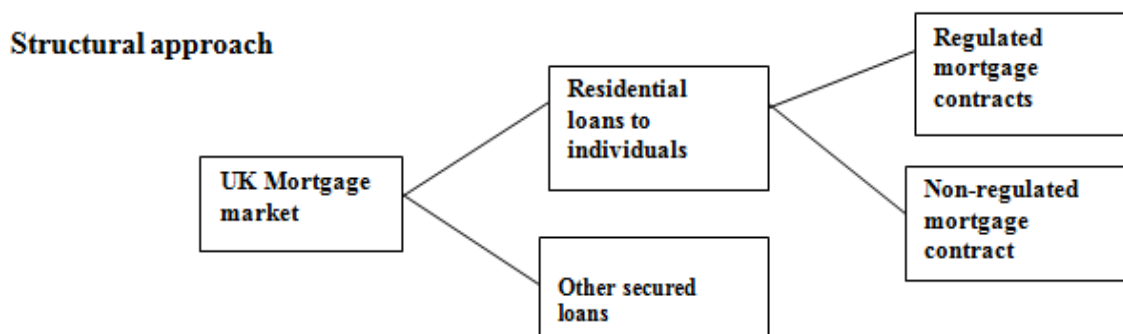 Structural approach
UK Mortgage
market
Residential
loans to
individuals
Other secured
loans
Regulated
mortgage
contracts
Non-regulated
mortgage
contract